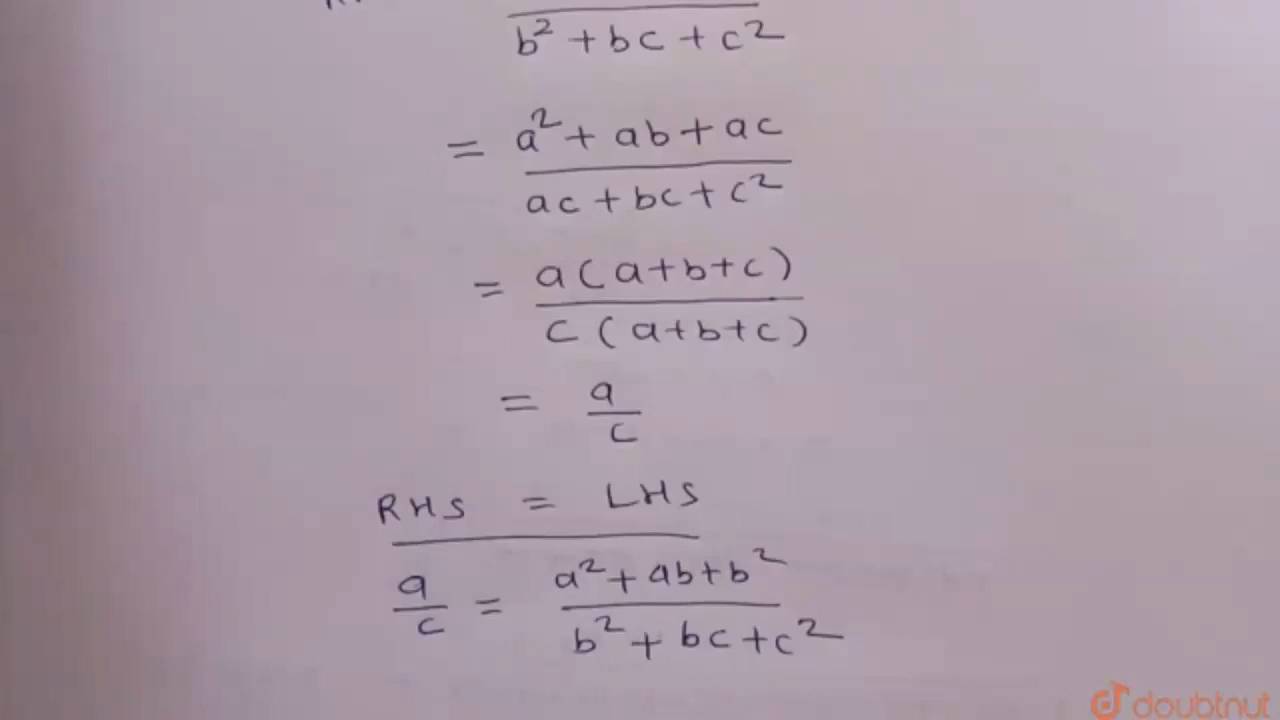 b² + bc + c²
= a² + ab + ac
ac + bc + c²
= a(a+b+c)
c(a+b+c)
= a
c
RHS = LHS
a/c = a² + ab + b²
b² + bc + c²
doubtnut